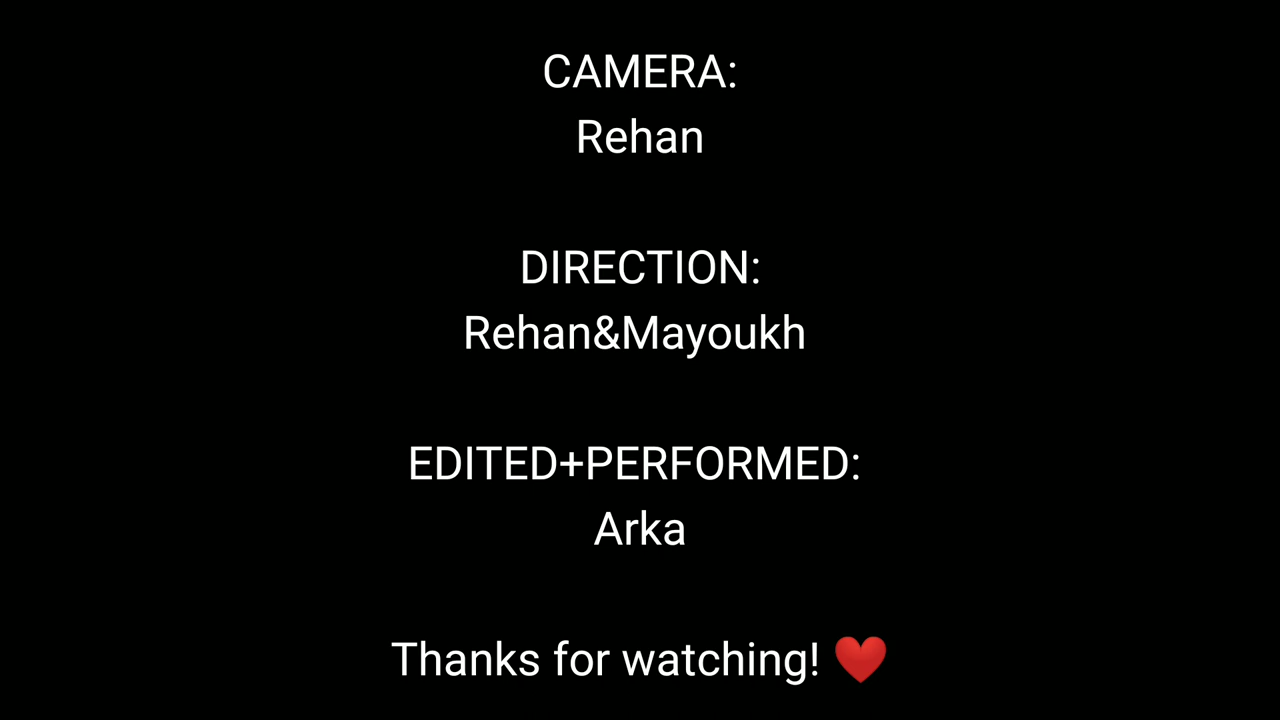 CAMERA:
Rehan
DIRECTION:
Rehan&Mayoukh
EDITED+PERFORMED:
Arka
Thanks for watching! ❤️